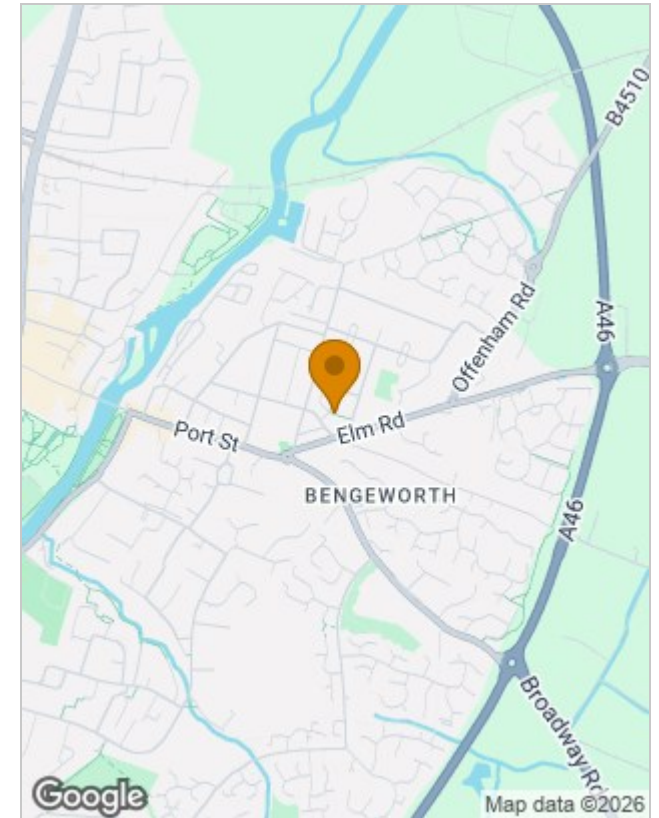 B4510
Offenham Rd
A46
Port St
Elm Rd
BENGEWORTH
A46
Broadway Rd
Google
Map data ©2026